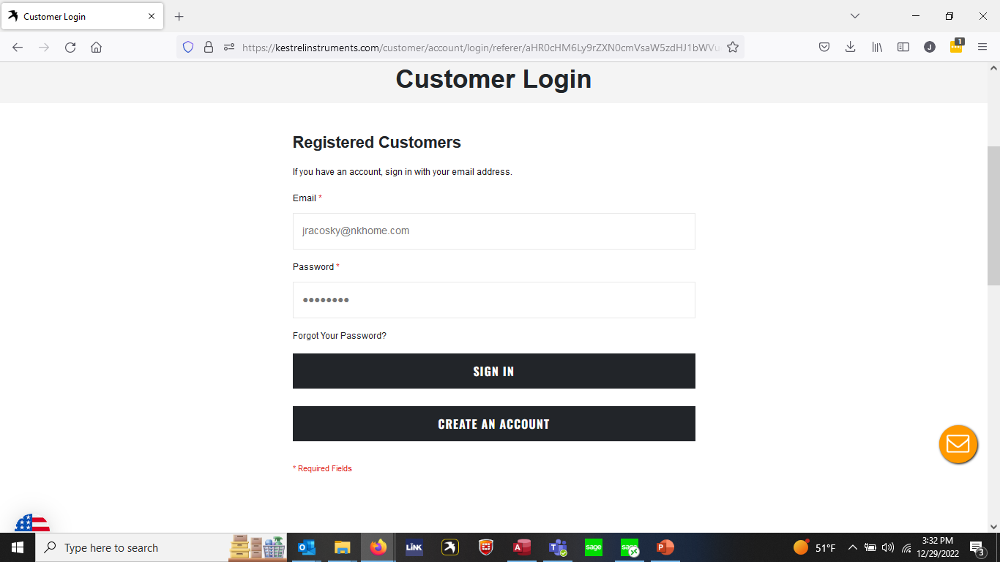 Customer Login
https://kestrelinstruments.com/customer/account/login/referer/aHR0cHM6Ly9rZXN0cmVsaW5zdHJ1bWVu
J
1
Customer Login
Registered Customers
If you have an account, sign in with your email address.
Email *
jracosky@nkhome.com
Password *
••••••••
Forgot Your Password?
SIGN IN
CREATE AN ACCOUNT
* Required Fields
Type here to search
LiNK
sage
51°F
3:32 PM
12/29/2022
3